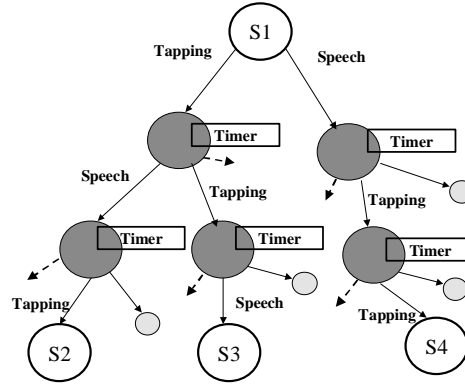 S1
Tapping
Speech
Timer
Timer
Speech
Tapping
Tapping
Timer
Timer
Timer
Tapping
Speech
Tapping
S2
S3
S4